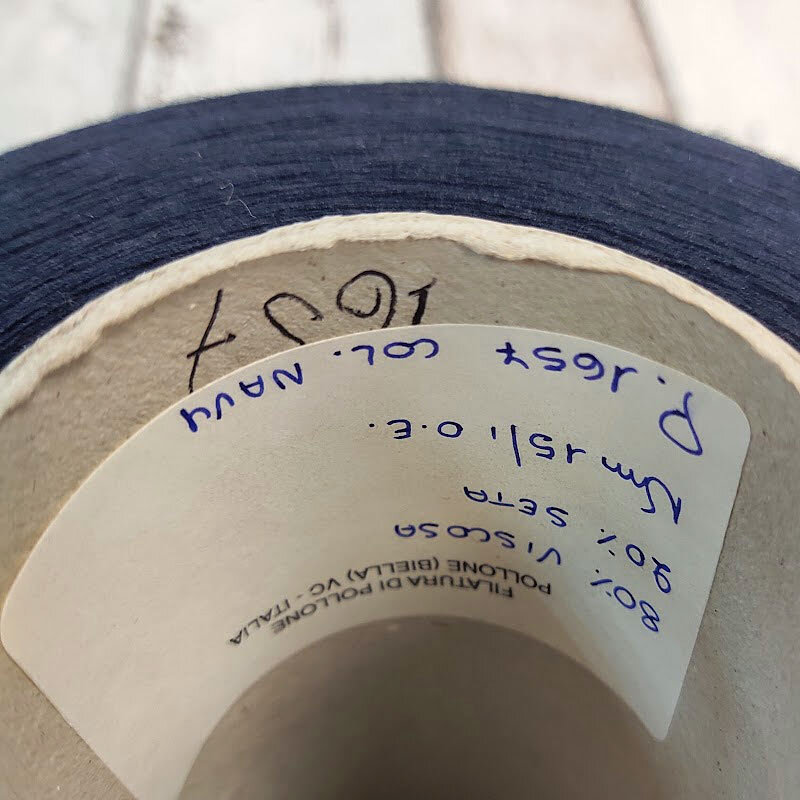 FILATURA DI POLLONE
POLLONE (BIELLA) VC - ITALIA
80% VISCOSA
20% SETA
Nm 15/1 O.E.
P. 1657 COL. NAVY
1657